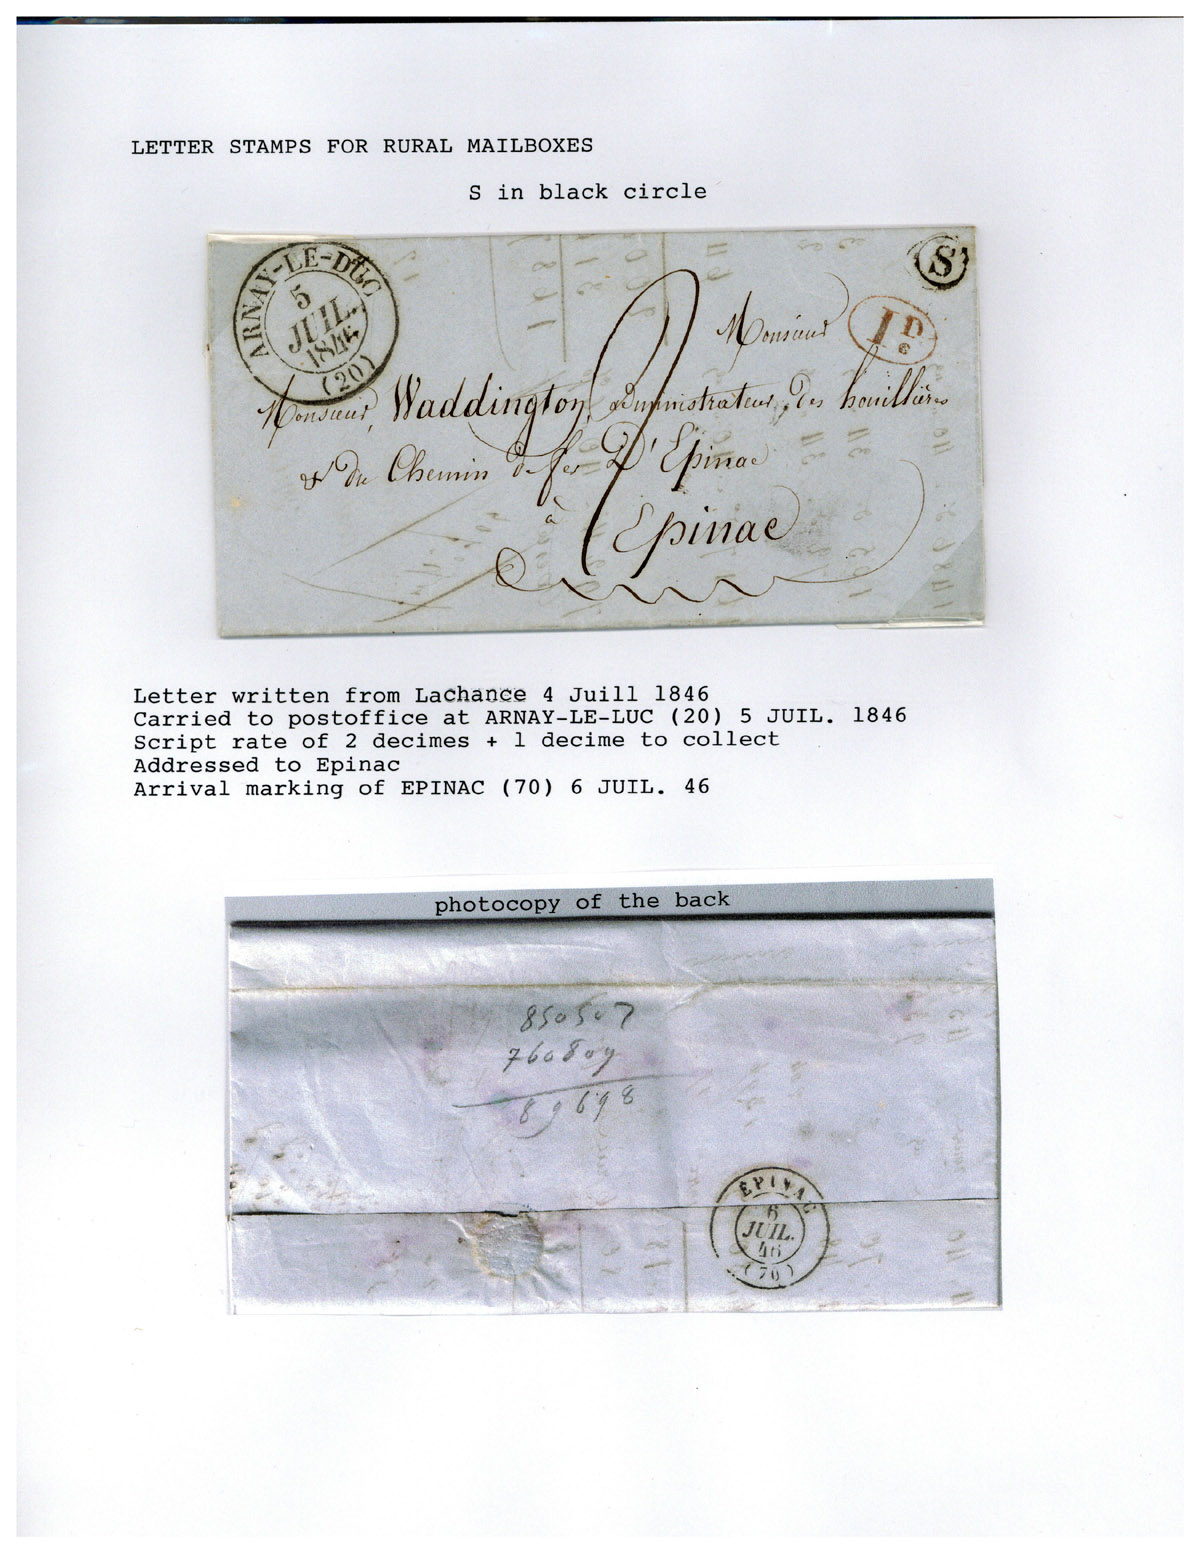 LETTER STAMPS FOR RURAL MAILBOXES
S in black circle
ARNAY-LE-DUC
5
JUIL.
1846
(20)
S
1D
c
Monsieur
Monsieur, Waddington, administrateur, des houillères
& du Chemin de fer D'Epinac
à
Epinac
Letter written from Lachance 4 Juill 1846
Carried to postoffice at ARNAY-LE-LUC (20) 5 JUIL. 1846
Script rate of 2 decimes + 1 decime to collect
Addressed to Epinac
Arrival marking of EPINAC (70) 6 JUIL. 46
photocopy of the back
850507
760809
89698
EPINAC
6
JUIL.
46
(70)